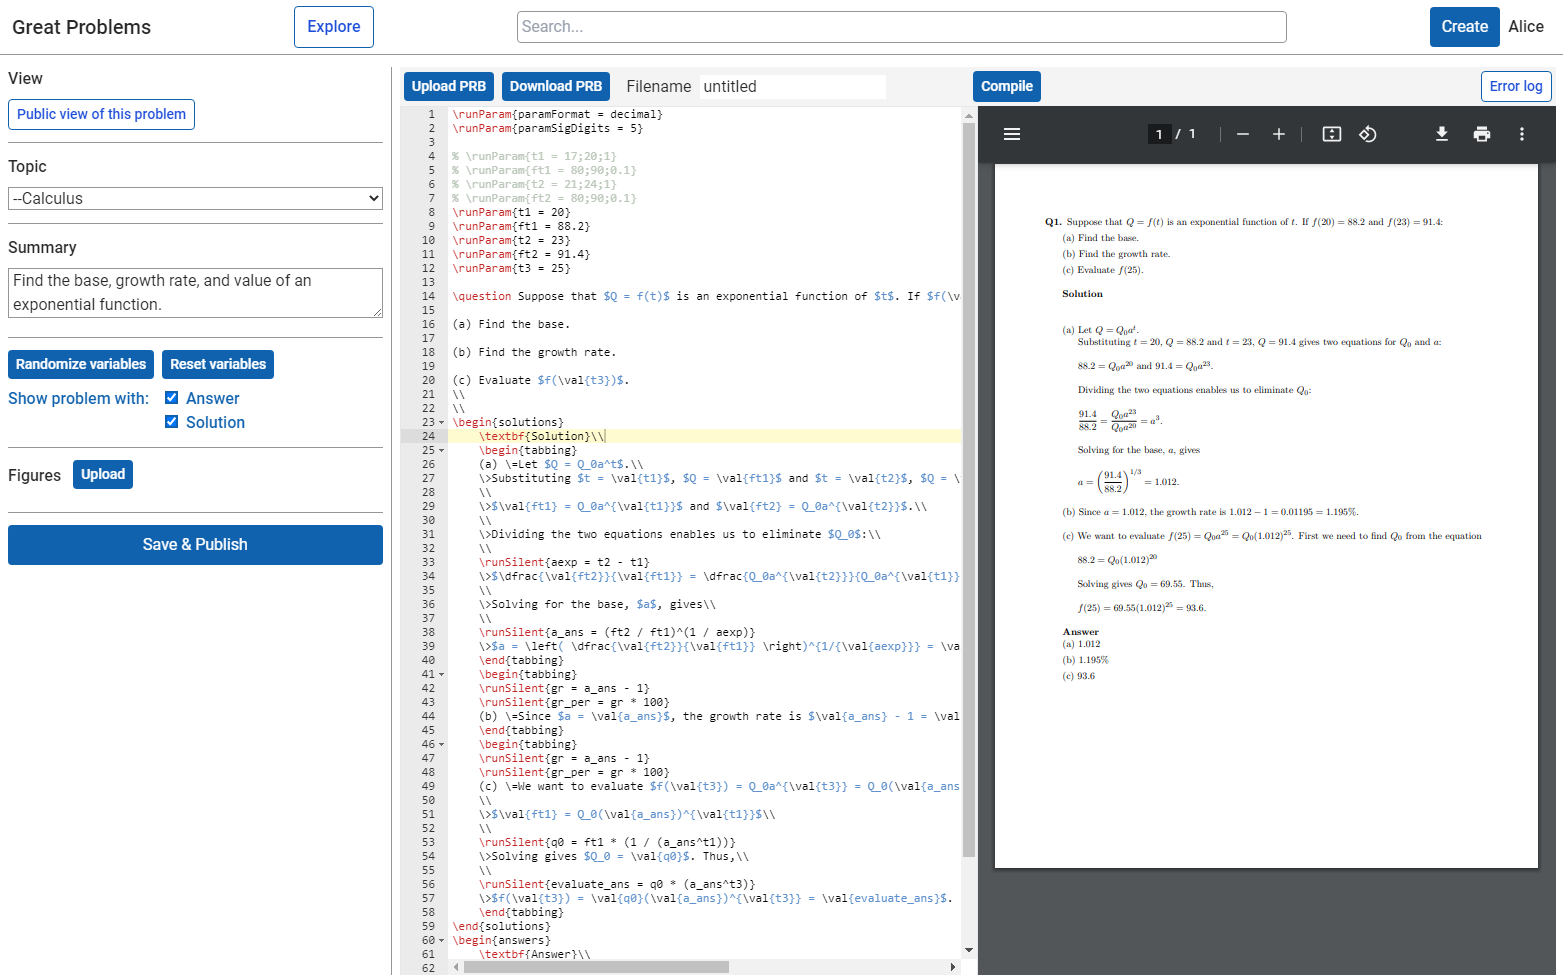 Great Problems
Explore
Search...
Create
Alice
View
Public view of this problem
Topic
--Calculus
Summary
Find the base, growth rate, and value of an
exponential function.
Randomize variables
Reset variables
Show problem with:
Answer
Solution
Figures
Upload
Save & Publish
Upload PRB
Download PRB
Filename
untitled
Compile
Error log
1 \runParam{paramFormat = decimal}
2 \runParam{paramSigDigits = 5}
3
4 % \runParam{t1 = 17;20;1}
5 % \runParam{ft1 = 80;90;0.1}
6 % \runParam{t2 = 21;24;1}
7 % \runParam{ft2 = 80;90;0.1}
8 \runParam{t1 = 20}
9 \runParam{ft1 = 88.2}
10 \runParam{t2 = 23}
11 \runParam{ft2 = 91.4}
12 \runParam{t3 = 25}
13
14 \question Suppose that $Q = f(t)$ is an exponential function of $t$. If $f(\v
15
16 (a) Find the base.
17
18 (b) Find the growth rate.
19
20 (c) Evaluate $f(\val{t3})$.
21 \\
22 \\
23 \begin{solutions}
24 \textbf{Solution}\\
25 \begin{tabbing}
26 (a) \=Let $Q = Q_0a^t$.\\
27 \>Substituting $t = \val{t1}$, $Q = \val{ft1}$ and $t = \val{t2}$, $Q = \
28 \\
29 \>$\val{ft1} = Q_0a^{\val{t1}}$ and $\val{ft2} = Q_0a^{\val{t2}}$.\\
30 \\
31 \>Dividing the two equations enables us to eliminate $Q_0$:\\
32 \\
33 \runSilent{aexp = t2 - t1}
34 \>$\dfrac{\val{ft2}}{\val{ft1}} = \dfrac{Q_0a^{\val{t2}}}{Q_0a^{\val{t1}}
35 \\
36 \>Solving for the base, $a$, gives\\
37 \\
38 \runSilent{a_ans = (ft2 / ft1)^(1 / aexp)}
39 \>$a = \left( \dfrac{\val{ft2}}{\val{ft1}} \right)^{1/{\val{aexp}}} = \va
40 \end{tabbing}
41 \begin{tabbing}
42 \runSilent{gr = a_ans - 1}
43 \runSilent{gr_per = gr * 100}
44 (b) \=Since $a = \val{a_ans}$, the growth rate is $\val{a_ans} - 1 = \val
45 \end{tabbing}
46 \begin{tabbing}
47 \runSilent{gr = a_ans - 1}
48 \runSilent{gr_per = gr * 100}
49 (c) \=We want to evaluate $f(\val{t3}) = Q_0a^{\val{t3}} = Q_0(\val{a_ans
50 \\
51 \>$\val{ft1} = Q_0(\val{a_ans})^{\val{t1}}$\\
52 \\
53 \runSilent{q0 = ft1 * (1 / (a_ans^t1))}
54 \>Solving gives $Q_0 = \val{q0}$. Thus,\\
55 \\
56 \runSilent{evaluate_ans = q0 * (a_ans^t3)}
57 \>$f(\val{t3}) = \val{q0}(\val{a_ans})^{\val{t3}} = \val{evaluate_ans}$.
58 \end{tabbing}
59 \end{solutions}
60 \begin{answers}
61 \textbf{Answer}\\
62
1 / 1
Q1. Suppose that Q = f(t) is an exponential function of t. If f(20) = 88.2 and f(23) = 91.4:
(a) Find the base.
(b) Find the growth rate.
(c) Evaluate f(25).
Solution
(a) Let Q = Q₀aᵗ.
Substituting t = 20, Q = 88.2 and t = 23, Q = 91.4 gives two equations for Q₀ and a:
88.2 = Q₀a²⁰ and 91.4 = Q₀a²³.
Dividing the two equations enables us to eliminate Q₀:
91.4/88.2 = Q₀a²³/Q₀a²⁰ = a³.
Solving for the base, a, gives
a = (91.4/88.2)^1/3 = 1.012.
(b) Since a = 1.012, the growth rate is 1.012 − 1 = 0.01195 = 1.195%.
(c) We want to evaluate f(25) = Q₀a²⁵ = Q₀(1.012)²⁵. First we need to find Q₀ from the equation
88.2 = Q₀(1.012)²⁰
Solving gives Q₀ = 69.55. Thus,
f(25) = 69.55(1.012)²⁵ = 93.6.
Answer
(a) 1.012
(b) 1.195%
(c) 93.6